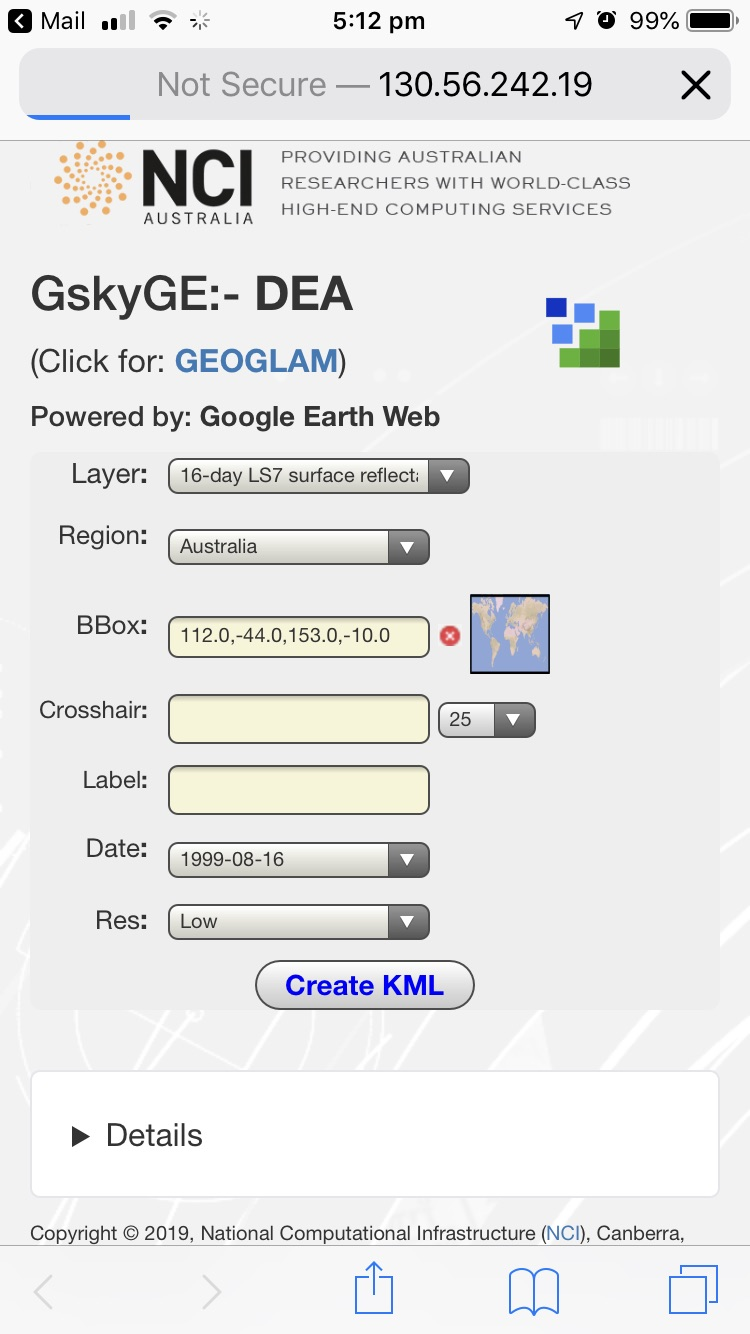 Mail 5:12 pm 99%
Not Secure — 130.56.242.19
NCI
AUSTRALIA
PROVIDING AUSTRALIAN
RESEARCHERS WITH WORLD-CLASS
HIGH-END COMPUTING SERVICES
GskyGE:- DEA
(Click for: GEOGLAM)
Powered by: Google Earth Web
Layer: 16-day LS7 surface reflect
Region: Australia
BBox: 112.0,-44.0,153.0,-10.0
Crosshair: 25
Label:
Date: 1999-08-16
Res: Low
Create KML
Details
Copyright © 2019, National Computational Infrastructure (NCI), Canberra,